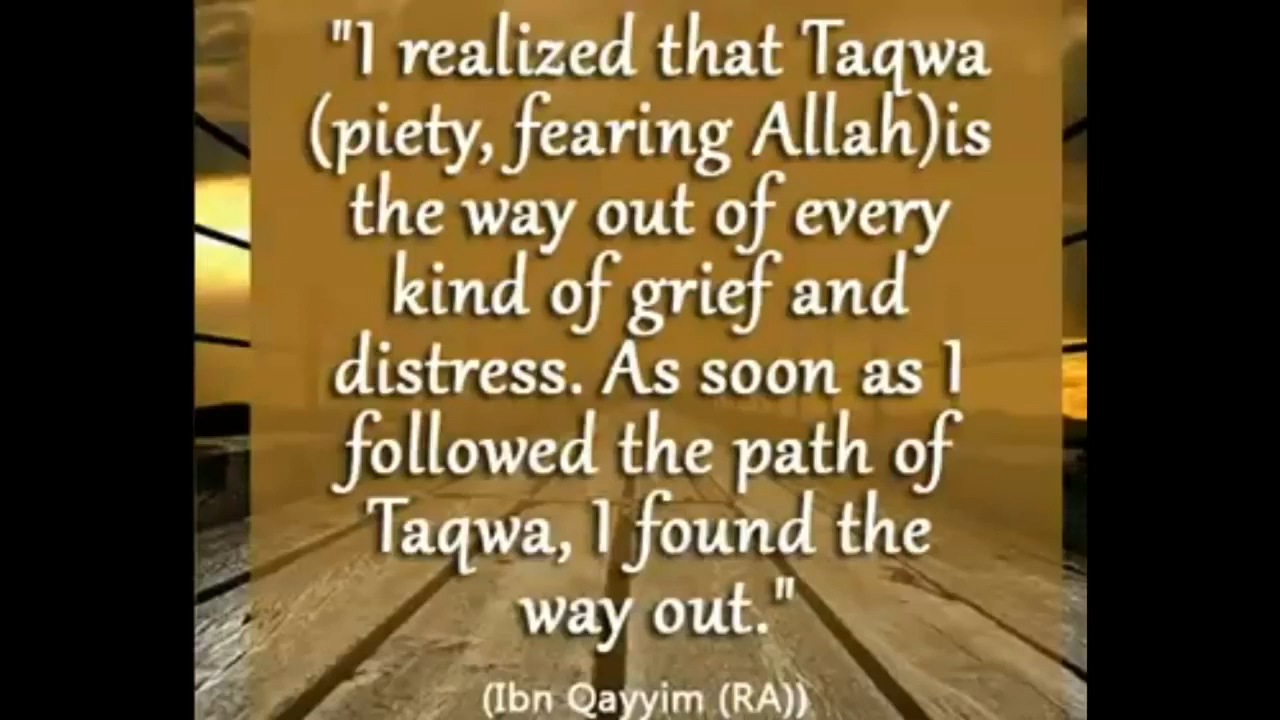 "I realized that Taqwa
(piety, fearing Allah)is
the way out of every
kind of grief and
distress. As soon as I
followed the path of
Taqwa, I found the
way out."
(Ibn Qayyim (RA))